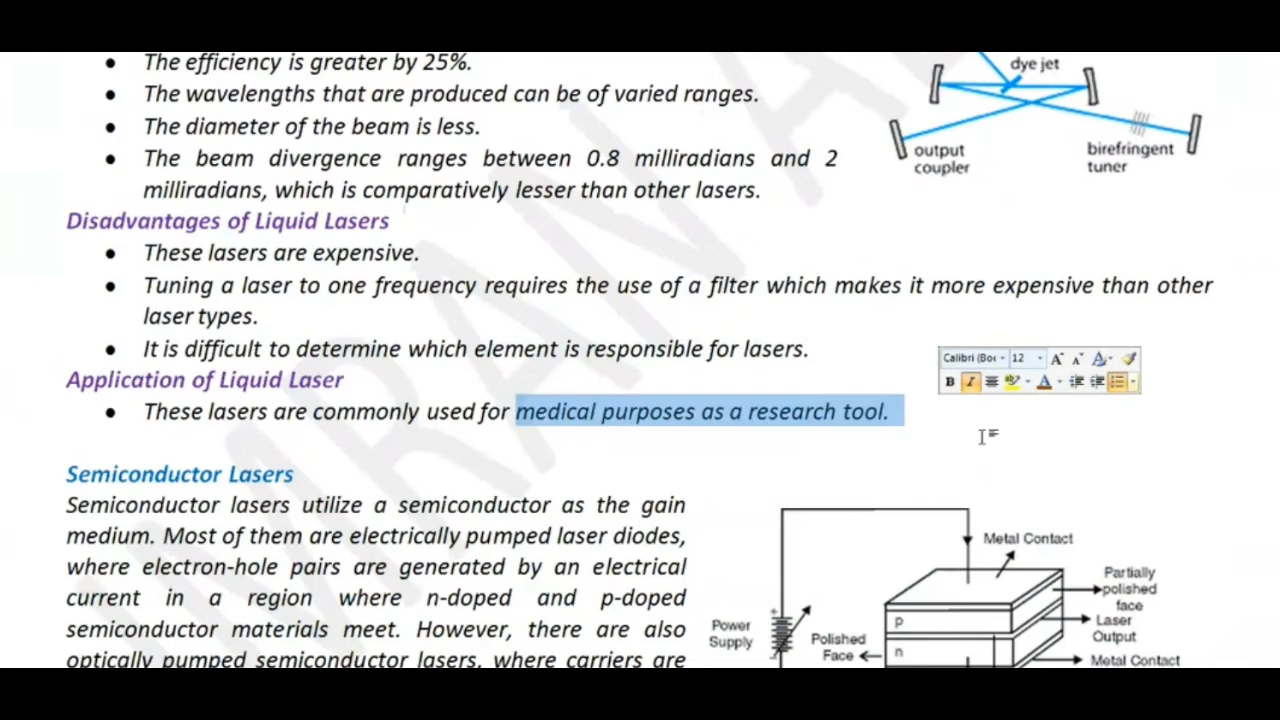 • The efficiency is greater by 25%.
• The wavelengths that are produced can be of varied ranges.
• The diameter of the beam is less.
• The beam divergence ranges between 0.8 milliradians and 2
milliradians, which is comparatively lesser than other lasers.
dye jet
output
coupler
birefringent
tuner
Disadvantages of Liquid Lasers
• These lasers are expensive.
• Tuning a laser to one frequency requires the use of a filter which makes it more expensive than other
laser types.
• It is difficult to determine which element is responsible for lasers.
Calibri (Boc 12
B I A
Application of Liquid Laser
• These lasers are commonly used for medical purposes as a research tool.
Semiconductor Lasers
Semiconductor lasers utilize a semiconductor as the gain
medium. Most of them are electrically pumped laser diodes,
where electron-hole pairs are generated by an electrical
current in a region where n-doped and p-doped
semiconductor materials meet. However, there are also
optically pumped semiconductor lasers, where carriers are
Metal Contact
Partially
polished
face
Laser
Output
Metal Contact
Power
Supply
+
Polished
Face
p
n